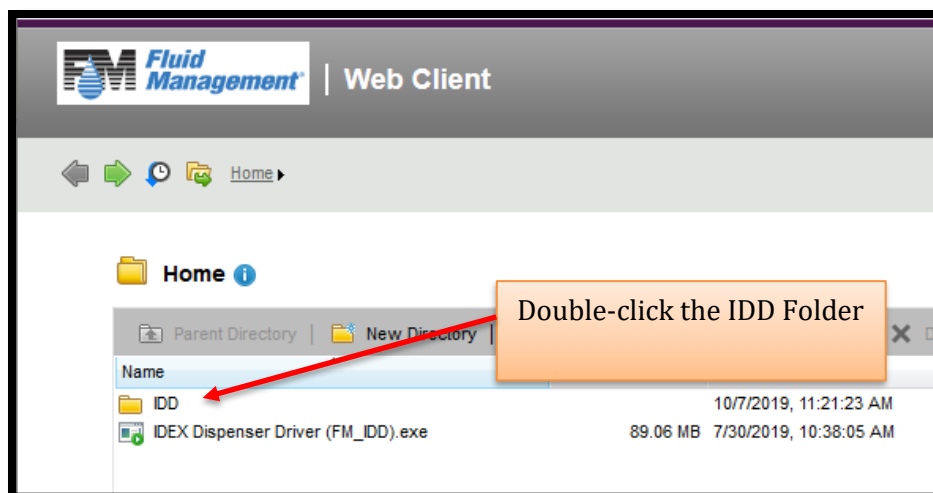 FM Fluid
Management® | Web Client
Home
Home
Double-click the IDD Folder
Parent Directory | New Directory |
Name
IDD 10/7/2019, 11:21:23 AM
IDEX Dispenser Driver (FM_IDD).exe 89.06 MB 7/30/2019, 10:38:05 AM